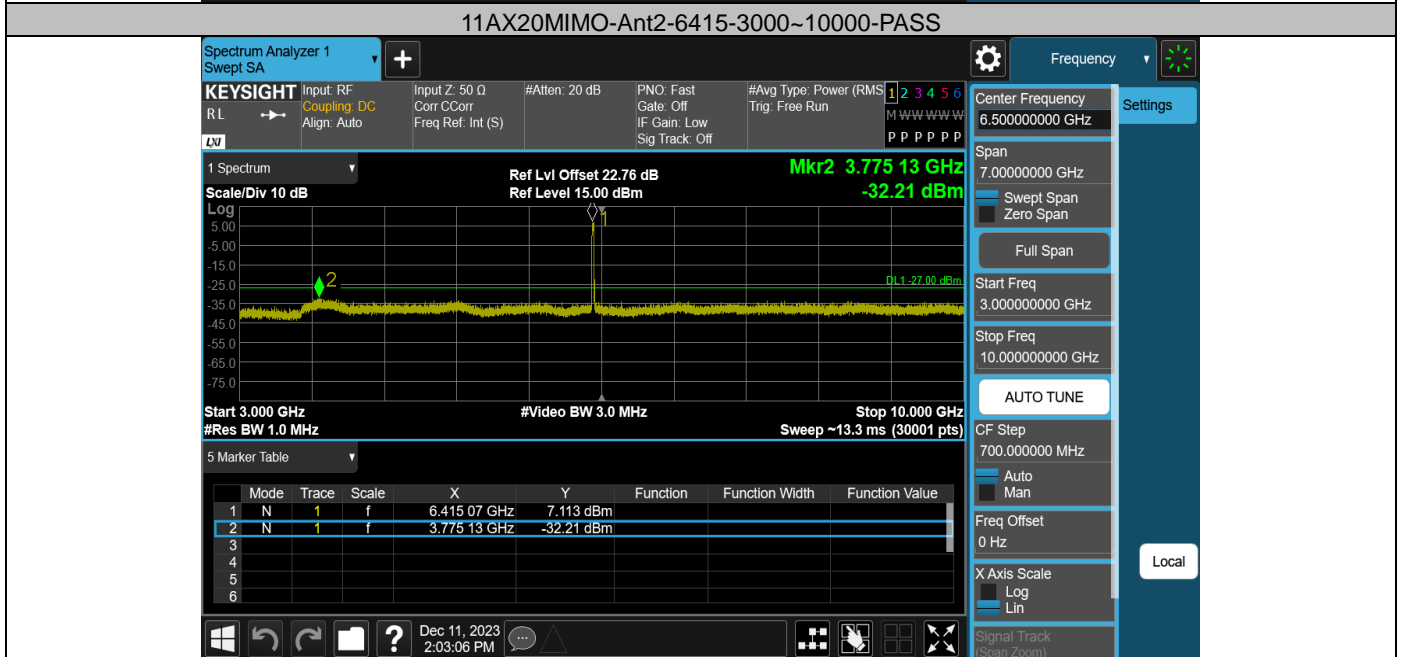 11AX20MIMO-Ant2-6415-3000~10000-PASS
Spectrum Analyzer 1
Swept SA
Frequency
KEYSIGHT
RL
LXI
Input: RF
Coupling: DC
Align: Auto
Input Z: 50 Ω
Corr CCorr
Freq Ref: Int (S)
#Atten: 20 dB
PNO: Fast
Gate: Off
IF Gain: Low
Sig Track: Off
#Avg Type: Power (RMS
Trig: Free Run
1 2 3 4 5 6
M W W W W W
P P P P P P
1 Spectrum
Scale/Div 10 dB
Ref Lvl Offset 22.76 dB
Ref Level 15.00 dBm
Mkr2 3.775 13 GHz
-32.21 dBm
Log
5.00
-5.00
-15.0
-25.0
-35.0
-45.0
-55.0
-65.0
-75.0
1
2
DL1 -27.00 dBm
Start 3.000 GHz
#Video BW 3.0 MHz
Stop 10.000 GHz
#Res BW 1.0 MHz
Sweep ~13.3 ms (30001 pts)
5 Marker Table
Mode Trace Scale X Y Function Function Width Function Value
1 N 1 f 6.415 07 GHz 7.113 dBm
2 N 1 f 3.775 13 GHz -32.21 dBm
3
4
5
6
Dec 11, 2023
2:03:06 PM
Center Frequency
6.500000000 GHz
Span
7.00000000 GHz
Swept Span
Zero Span
Full Span
Start Freq
3.000000000 GHz
Stop Freq
10.000000000 GHz
AUTO TUNE
CF Step
700.000000 MHz
Auto
Man
Freq Offset
0 Hz
X Axis Scale
Log
Lin
Signal Track
(Span Zoom)
Settings
Local